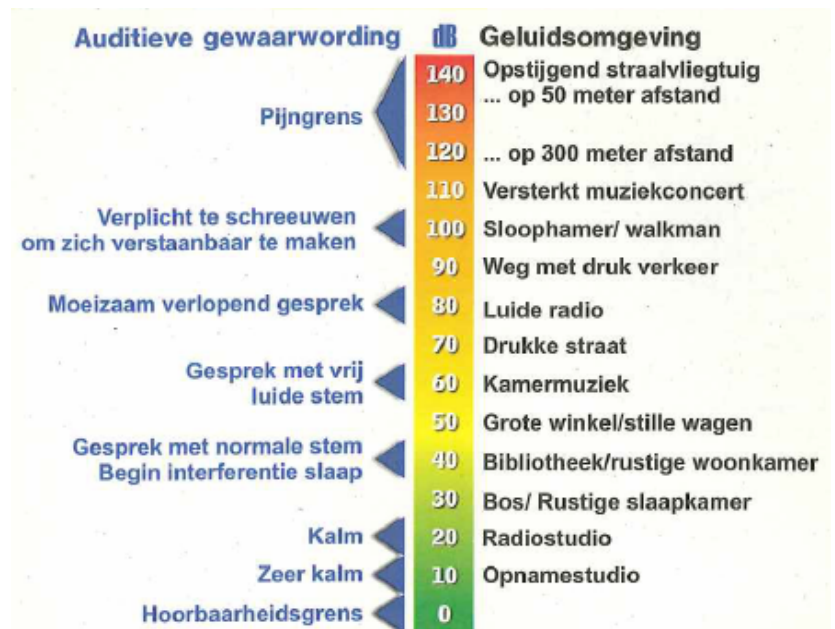 Auditieve gewaarwording dB Geluidsomgeving
140 Opstijgend straalvliegtuig
... op 50 meter afstand
Pijngrens 130
120 ... op 300 meter afstand
110 Versterkt muziekconcert
Verplicht te schreeuwen
om zich verstaanbaar te maken
100 Sloophamer/ walkman
90 Weg met druk verkeer
Moeizaam verlopend gesprek 80 Luide radio
70 Drukke straat
Gesprek met vrij
luide stem
60 Kamermuziek
50 Grote winkel/stille wagen
Gesprek met normale stem
Begin interferentie slaap
40 Bibliotheek/rustige woonkamer
30 Bos/ Rustige slaapkamer
Kalm 20 Radiostudio
Zeer kalm 10 Opnamestudio
Hoorbaarheidsgrens 0